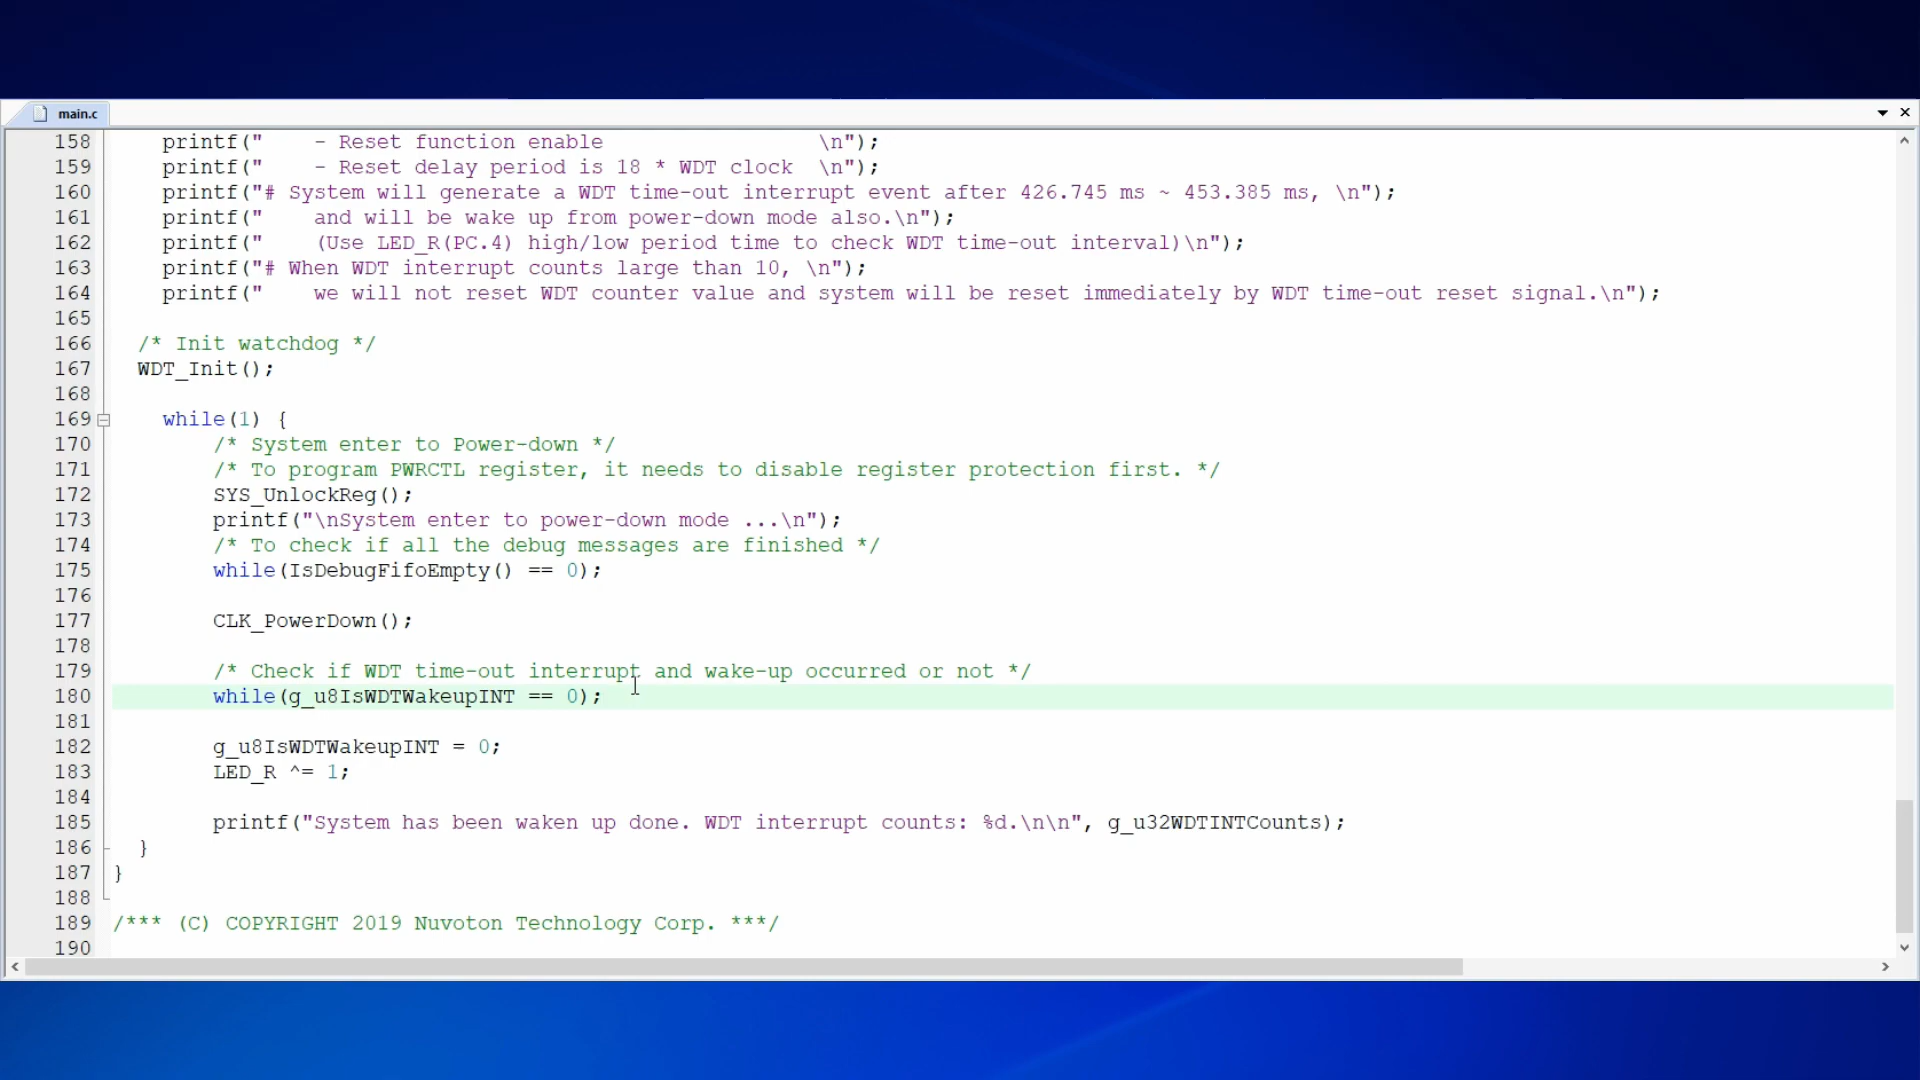 main.c
158 printf("    - Reset function enable                 \n");
159 printf("    - Reset delay period is 18 * WDT clock  \n");
160 printf("# System will generate a WDT time-out interrupt event after 426.745 ms ~ 453.385 ms, \n");
161 printf("    and will be wake up from power-down mode also.\n");
162 printf("    (Use LED_R(PC.4) high/low period time to check WDT time-out interval)\n");
163 printf("# When WDT interrupt counts large than 10, \n");
164 printf("    we will not reset WDT counter value and system will be reset immediately by WDT time-out reset signal.\n");
165
166 /* Init watchdog */
167 WDT_Init();
168
169 while(1) {
170 /* System enter to Power-down */
171 /* To program PWRCTL register, it needs to disable register protection first. */
172 SYS_UnlockReg();
173 printf("\nSystem enter to power-down mode ...\n");
174 /* To check if all the debug messages are finished */
175 while(IsDebugFifoEmpty() == 0);
176
177 CLK_PowerDown();
178
179 /* Check if WDT time-out interrupt and wake-up occurred or not */
180 while(g_u8IsWDTWakeupINT == 0);
181
182 g_u8IsWDTWakeupINT = 0;
183 LED_R ^= 1;
184
185 printf("System has been waken up done. WDT interrupt counts: %d.\n\n", g_u32WDTINTCounts);
186 }
187 }
188
189 /*** (C) COPYRIGHT 2019 Nuvoton Technology Corp. ***/
190